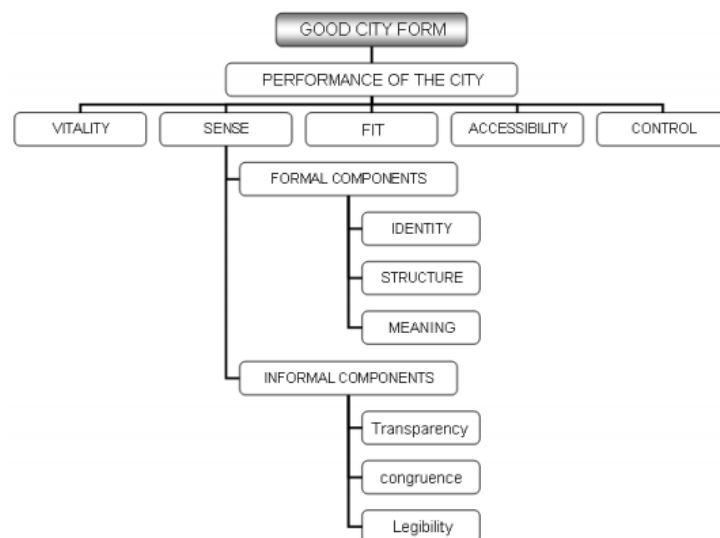 GOOD CITY FORM
PERFORMANCE OF THE CITY
VITALITY
SENSE
FIT
ACCESSIBILITY
CONTROL
FORMAL COMPONENTS
IDENTITY
STRUCTURE
MEANING
INFORMAL COMPONENTS
Transparency
congruence
Legibility